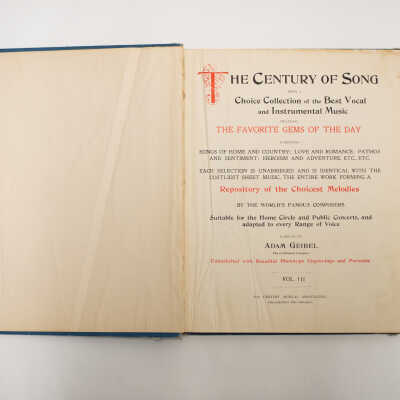 THE CENTURY OF SONG
BEING A
Choice Collection of the Best Vocal
and Instrumental Music
INCLUDING
THE FAVORITE GEMS OF THE DAY
SONGS OF HOME AND COUNTRY; LOVE AND ROMANCE; PATHOS
AND SENTIMENT; HEROISM AND ADVENTURE, ETC., ETC.
EACH SELECTION IS UNABRIDGED AND IS IDENTICAL WITH THE
COSTLIEST SHEET MUSIC, THE ENTIRE WORK FORMING A
Repository of the Choicest Melodies
BY THE WORLD'S FAMOUS COMPOSERS
Suitable for the Home Circle and Public Concerts, and
adapted to every Range of Voice
ADAM GEIBEL
Embellished with Beautiful Phototype Engravings and Portraits
VOL. III